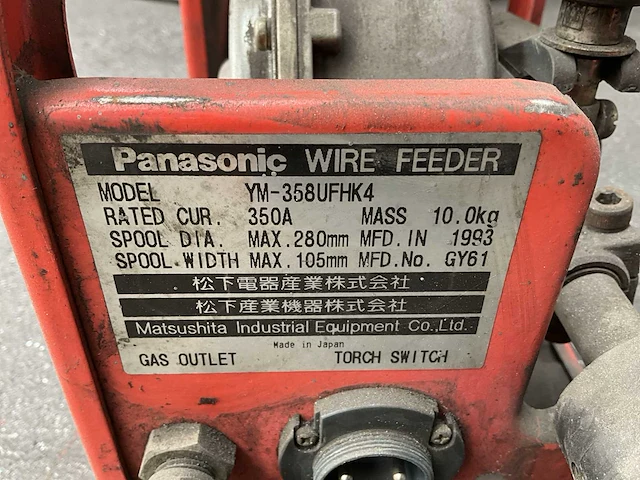 Panasonic WIRE FEEDER
MODEL YM-358UFHK4
RATED CUR. 350A MASS 10.0kg
SPOOL DIA. MAX.280mm MFD.IN 1993
SPOOL.WIDTH MAX.105mm MFD.No. GY61
松下電器産業株式会社
松下産業機器株式会社
Matsushita Industrial Equipment Co.,Ltd.
Made in Japan
GAS OUTLET TORCH SWITCH